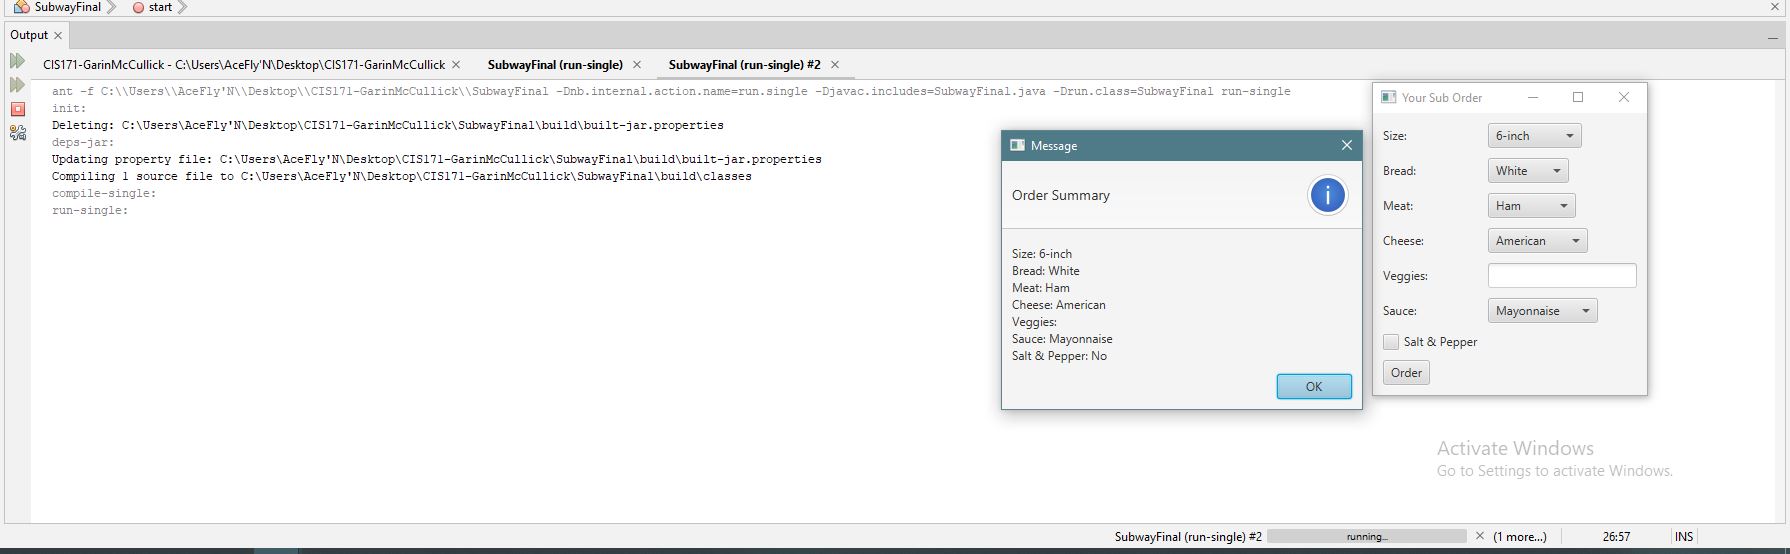 SubwayFinal
start
Output
CIS171-GarinMcCullick - C:\Users\AceFly'N\Desktop\CIS171-GarinMcCullick
SubwayFinal (run-single)
SubwayFinal (run-single) #2
ant -f C:\\Users\\AceFly'N\\Desktop\\CIS171-GarinMcCullick\\SubwayFinal -Dnb.internal.action.name=run.single -Djavac.includes=SubwayFinal.java -Drun.class=SubwayFinal run-single
init:
Deleting: C:\Users\AceFly'N\Desktop\CIS171-GarinMcCullick\SubwayFinal\build\built-jar.properties
deps-jar:
Updating property file: C:\Users\AceFly'N\Desktop\CIS171-GarinMcCullick\SubwayFinal\build\built-jar.properties
Compiling 1 source file to C:\Users\AceFly'N\Desktop\CIS171-GarinMcCullick\SubwayFinal\build\classes
compile-single:
run-single:
Message
Order Summary
Size: 6-inch
Bread: White
Meat: Ham
Cheese: American
Veggies:
Sauce: Mayonnaise
Salt & Pepper: No
OK
Your Sub Order
Size: 6-inch
Bread: White
Meat: Ham
Cheese: American
Veggies:
Sauce: Mayonnaise
Salt & Pepper
Order
Activate Windows
Go to Settings to activate Windows.
SubwayFinal (run-single) #2 running... (1 more...) 26:57 INS